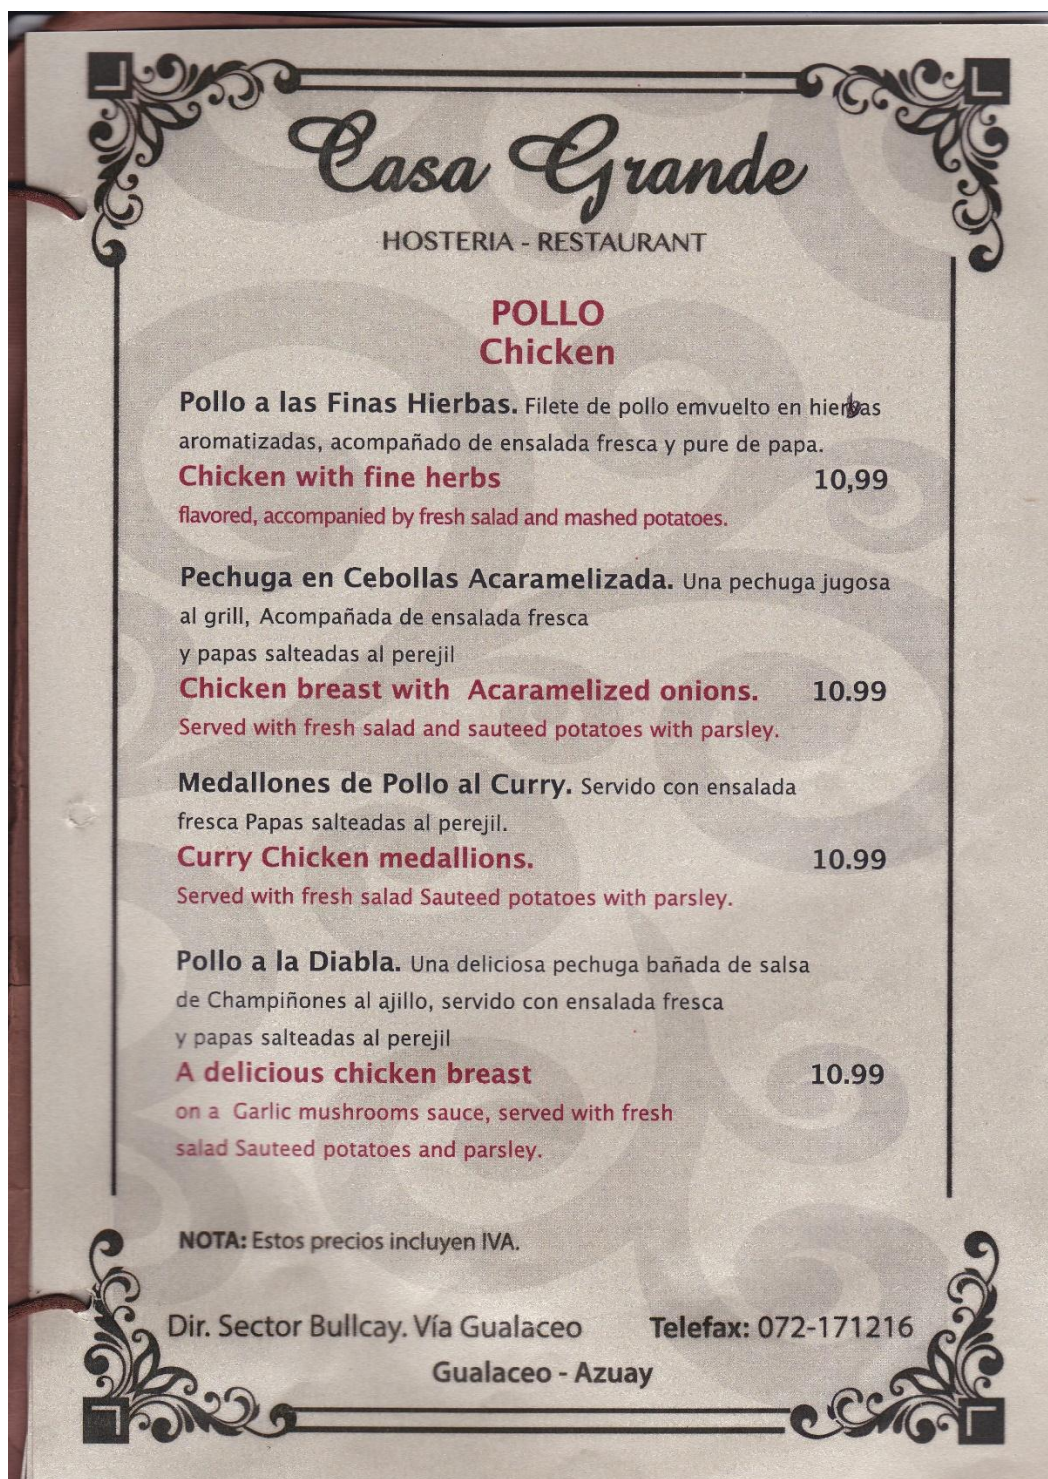 Casa Grande
HOSTERIA - RESTAURANT
POLLO
Chicken
Pollo a las Finas Hierbas. Filete de pollo emvuelto en hierbas
aromatizadas, acompañado de ensalada fresca y pure de papa.
Chicken with fine herbs 10,99
flavored, accompanied by fresh salad and mashed potatoes.
Pechuga en Cebollas Acaramelizada. Una pechuga jugosa
al grill, Acompañada de ensalada fresca
y papas salteadas al perejil
Chicken breast with Acaramelized onions. 10.99
Served with fresh salad and sauteed potatoes with parsley.
Medallones de Pollo al Curry. Servido con ensalada
fresca Papas salteadas al perejil.
Curry Chicken medallions. 10.99
Served with fresh salad Sauteed potatoes with parsley.
Pollo a la Diabla. Una deliciosa pechuga bañada de salsa
de Champiñones al ajillo, servido con ensalada fresca
y papas salteadas al perejil
A delicious chicken breast 10.99
on a Garlic mushrooms sauce, served with fresh
salad Sauteed potatoes and parsley.
NOTA: Estos precios incluyen IVA.
Dir. Sector Bullcay. Vía Gualaceo Telefax: 072-171216
Gualaceo - Azuay